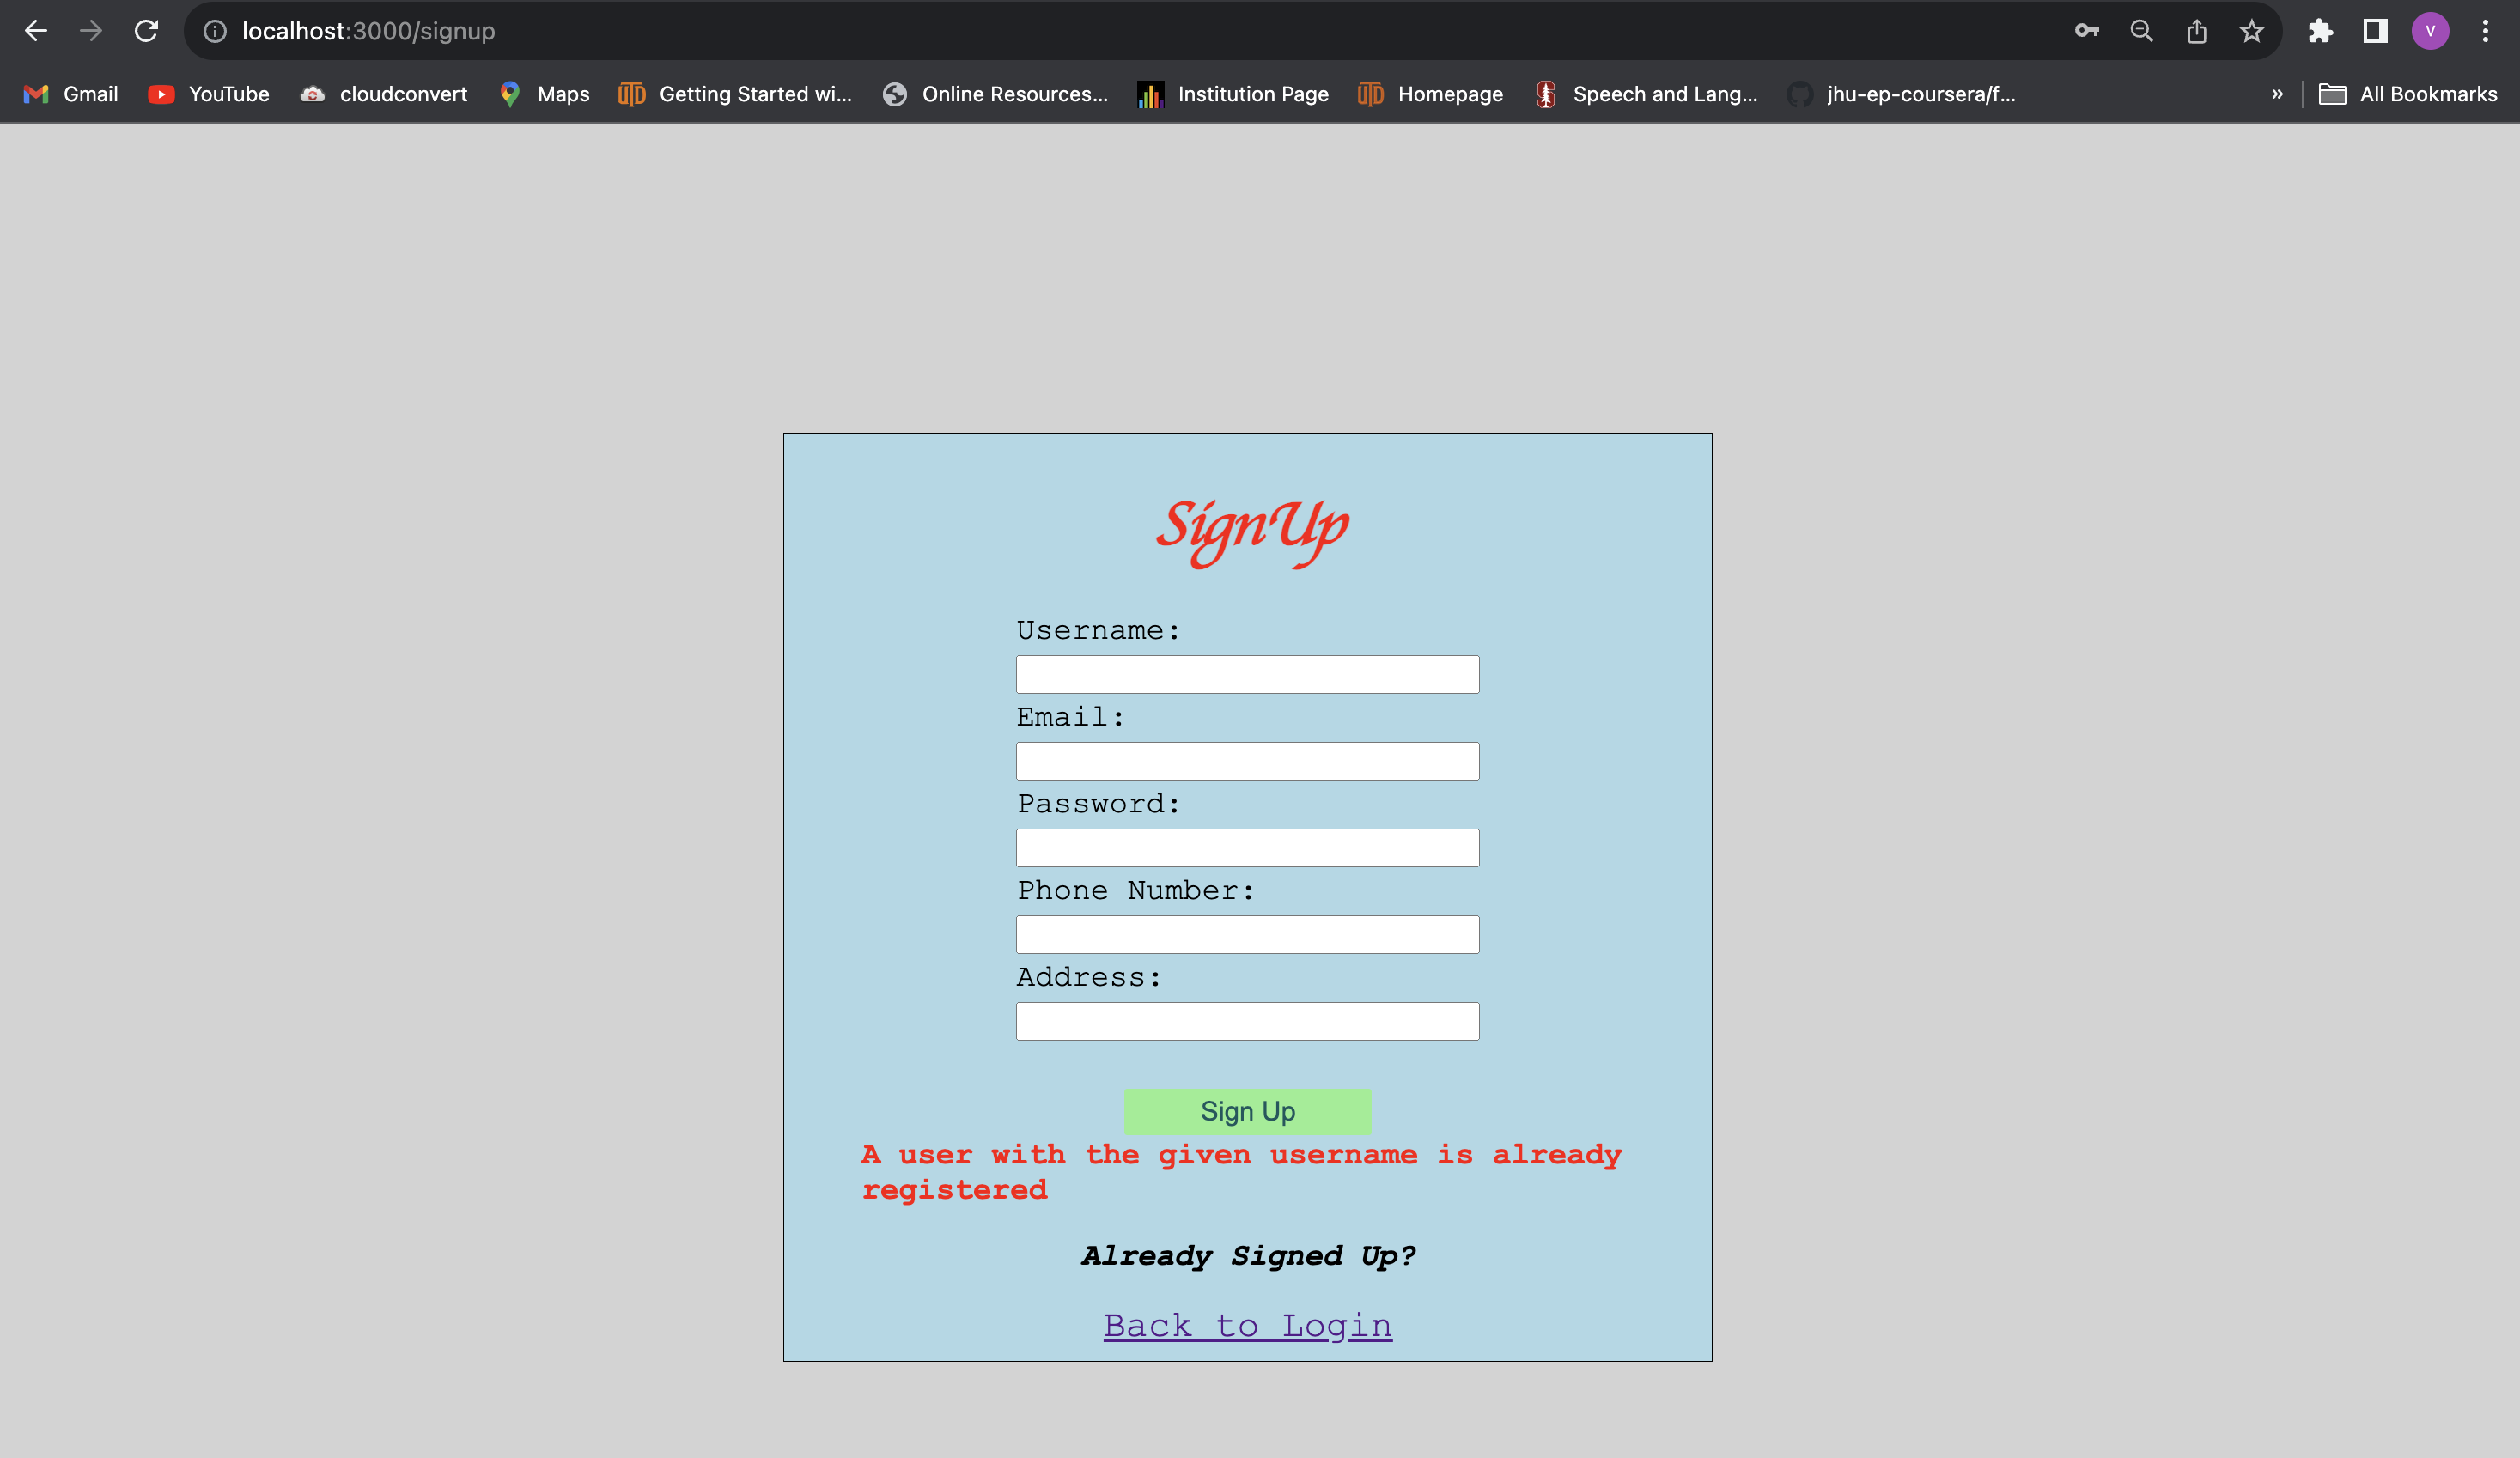 localhost:3000/signup
V
Gmail YouTube cloudconvert Maps UTD Getting Started wi... Online Resources... Institution Page UTD Homepage Speech and Lang... jhu-ep-coursera/f... » All Bookmarks
SignUp
Username:
Email:
Password:
Phone Number:
Address:
Sign Up
A user with the given username is already
registered
Already Signed Up?
Back to Login